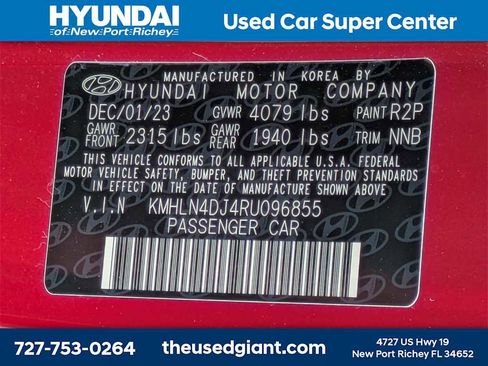 HYUNDAI
of New Port Richey
Used Car Super Center
MANUFACTURED IN KOREA BY
HYUNDAI MOTOR COMPANY
DEC/01/23 GVWR 4079 lbs PAINT R2P
GAWR FRONT 2315 lbs GAWR REAR 1940 lbs TRIM NNB
THIS VEHICLE CONFORMS TO ALL APPLICABLE U.S.A. FEDERAL
MOTOR VEHICLE SAFETY, BUMPER, AND THEFT PREVENTION STANDARDS
IN EFFECT ON THE DATE OF MANUFACTURE SHOWN ABOVE.
V.I.N KMHLN4DJ4RU096855
PASSENGER CAR
727-753-0264
theusedgiant.com
4727 US Hwy 19
New Port Richey FL 34652